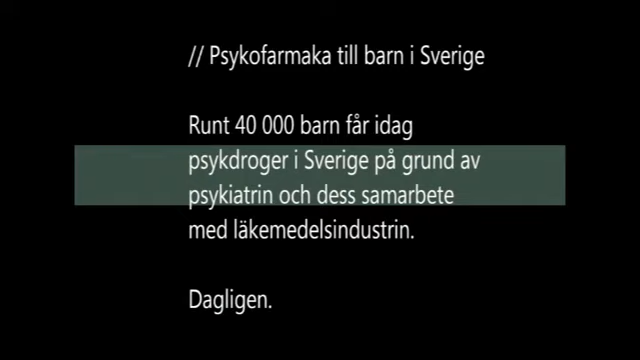 // Psykofarmaka till barn i Sverige
Runt 40 000 barn får idag
psykdroger i Sverige på grund av
psykiatrin och dess samarbete
med läkemedelsindustrin.
Dagligen.